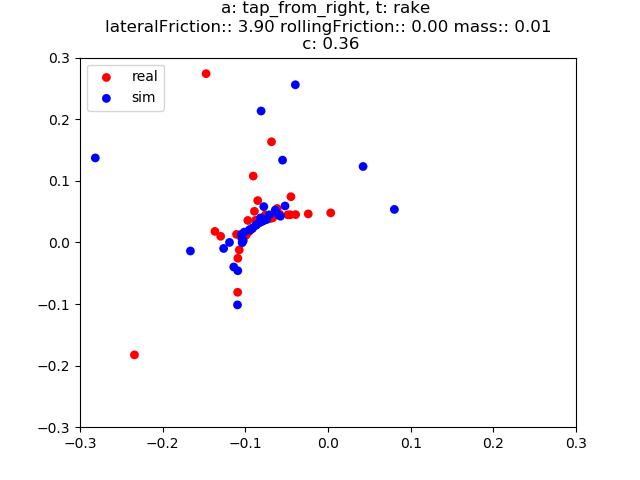 a: tap_from_right, t: rake
lateralFriction:: 3.90 rollingFriction:: 0.00 mass:: 0.01
c: 0.36
0.3
real
sim
0.2
0.1
0.0
−0.1
−0.2
−0.3
−0.3 −0.2 −0.1 0.0 0.1 0.2 0.3